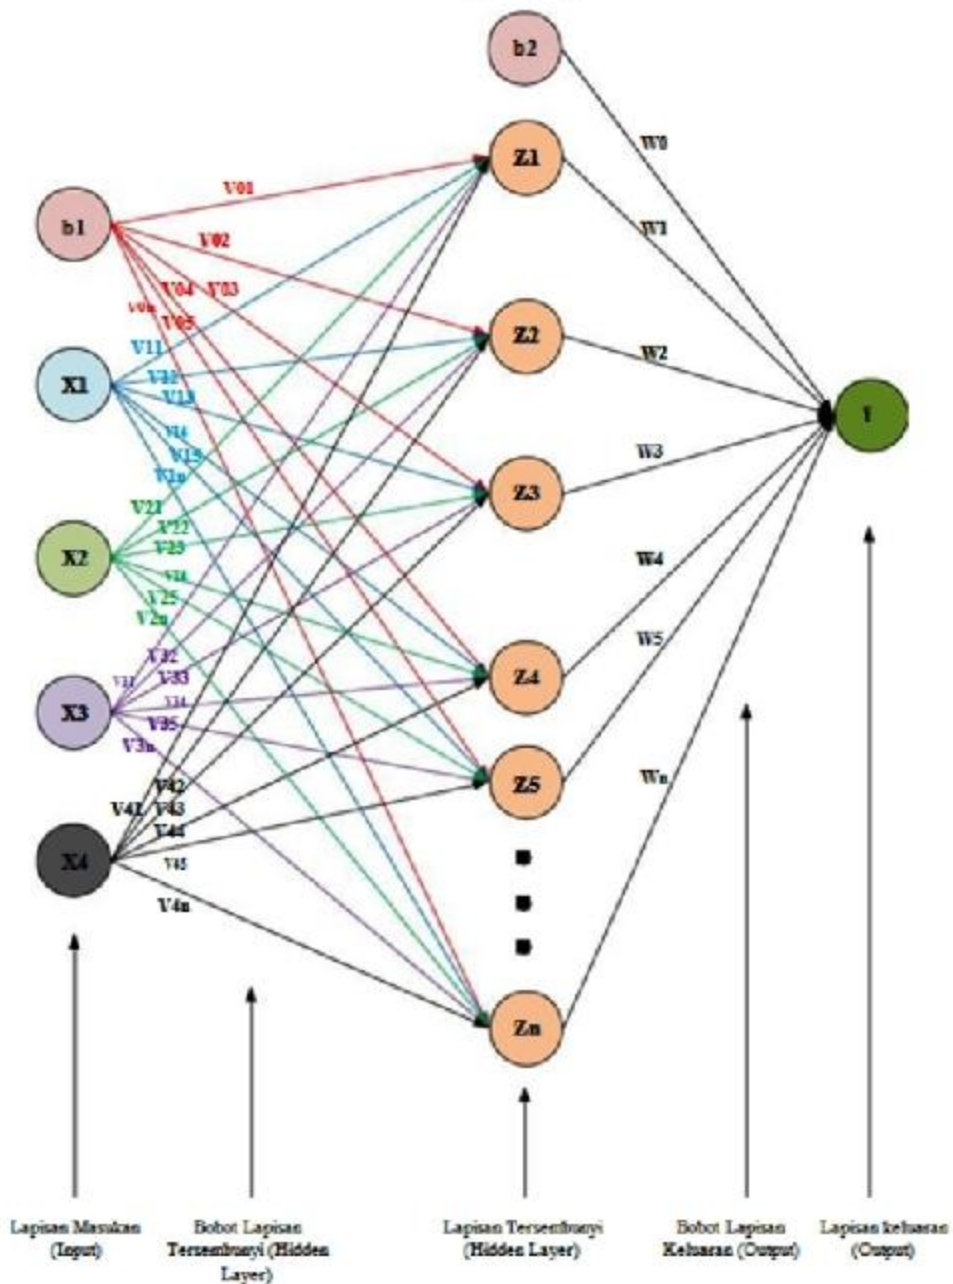 b2
Z1
W0
b1
V01
W1
V02
V04 V03
V05
Z2
V11
W2
X1
V12
V13
Y
V14
V15
W3
V1n
Z3
V21
V22
X2
V23
W4
V25
V2n
W5
V32
V33
Z4
X3
V35
V3n
Z5
Wn
V42
V41 V43
V44
X4
V45
V4n
Zn
Lapisan Masukan
(Input)
Bobot Lapisan
Tersembunyi (Hidden
Layer)
Lapisan Tersembunyi
(Hidden Layer)
Bobot Lapisan
Keluaran (Output)
Lapisan keluaran
(Output)